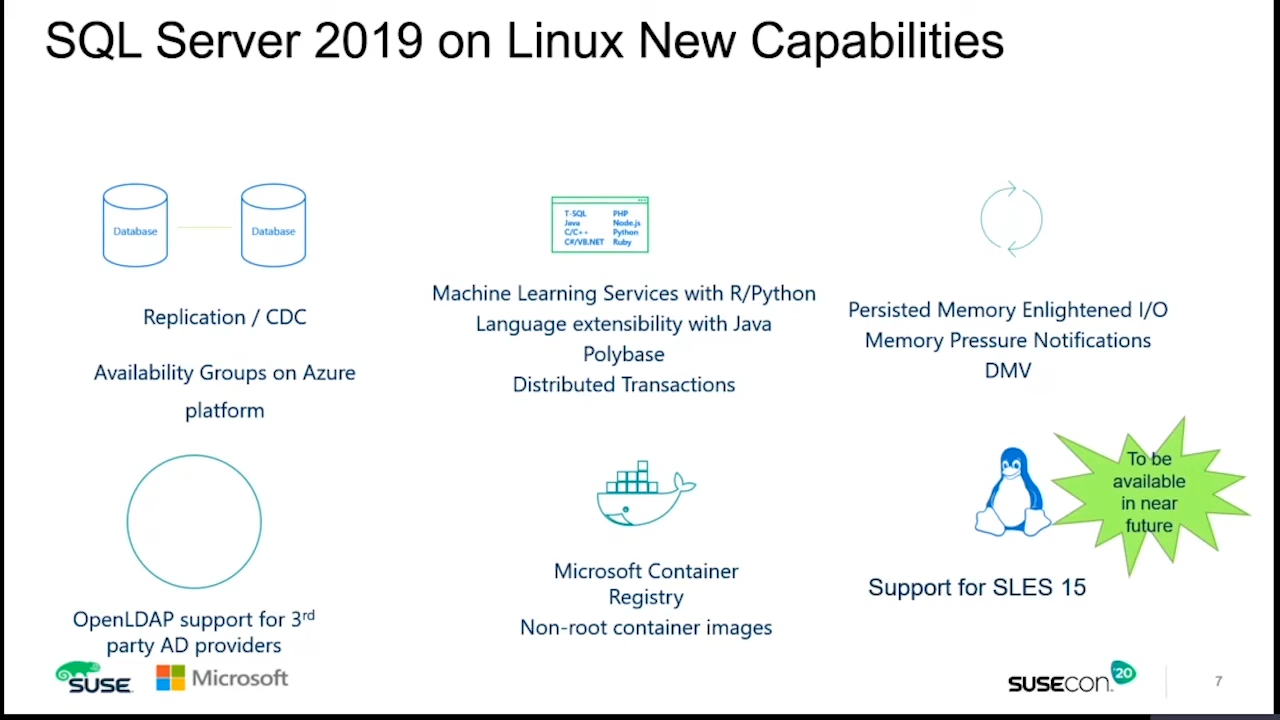 SQL Server 2019 on Linux New Capabilities
Database
Database
Replication / CDC
Availability Groups on Azure
platform
T-SQL PHP
Java Node.js
C/C++ Python
C#/VB.NET Ruby
Machine Learning Services with R/Python
Language extensibility with Java
Polybase
Distributed Transactions
Persisted Memory Enlightened I/O
Memory Pressure Notifications
DMV
OpenLDAP support for 3rd
party AD providers
Microsoft Container
Registry
Non-root container images
To be
available
in near
future
Support for SLES 15
SUSE
Microsoft
SUSECON.
'20
7